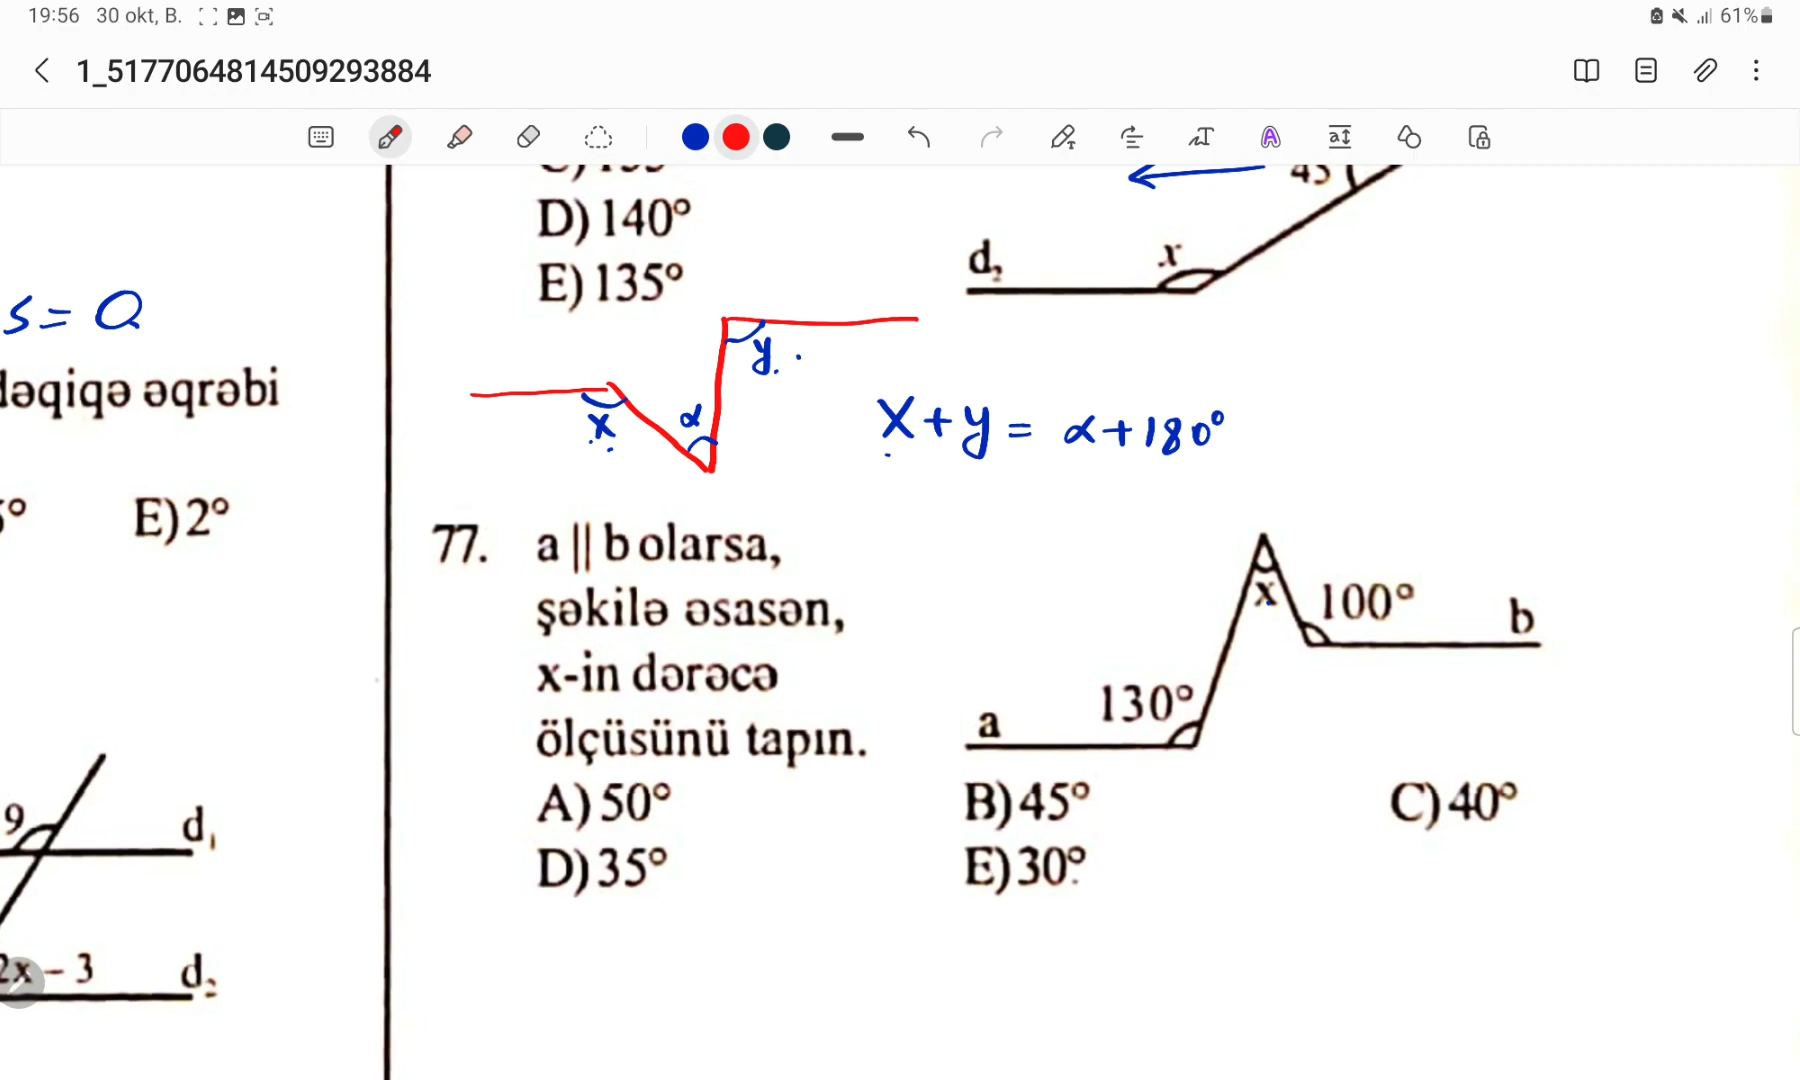 19:56 30 okt, B. 61%
1_5177064814509293884
D) 140°
E) 135°
45
d₂ x
s = Q
dəqiqə əqrəbi
E) 2°
x α y
x + y = α + 180°
77. a || b olarsa,
şəkilə əsasən,
x-in dərəcə
ölçüsünü tapın.
x 100° b
130° a
A) 50° B) 45° C) 40°
D) 35° E) 30°
9 d₁
2x – 3 d₂